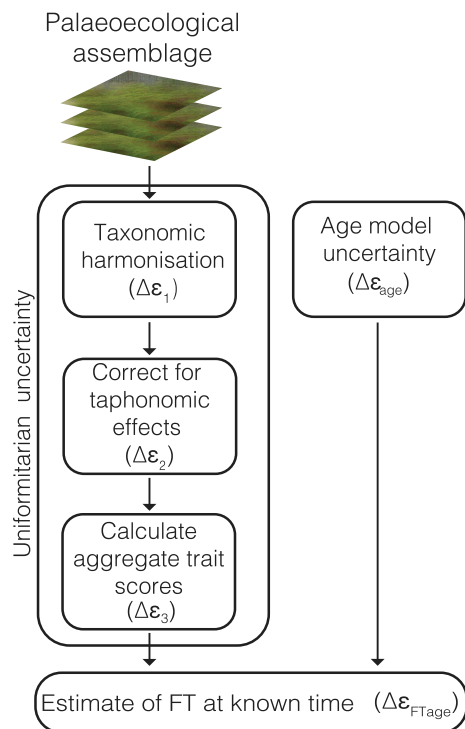 Palaeoecological
assemblage
Taxonomic
harmonisation
(Δε₁)
Age model
uncertainty
(Δεage)
Uniformitarian uncertainty
Correct for
taphonomic
effects
(Δε₂)
Calculate
aggregate trait
scores
(Δε₃)
Estimate of FT at known time (ΔεFTage)